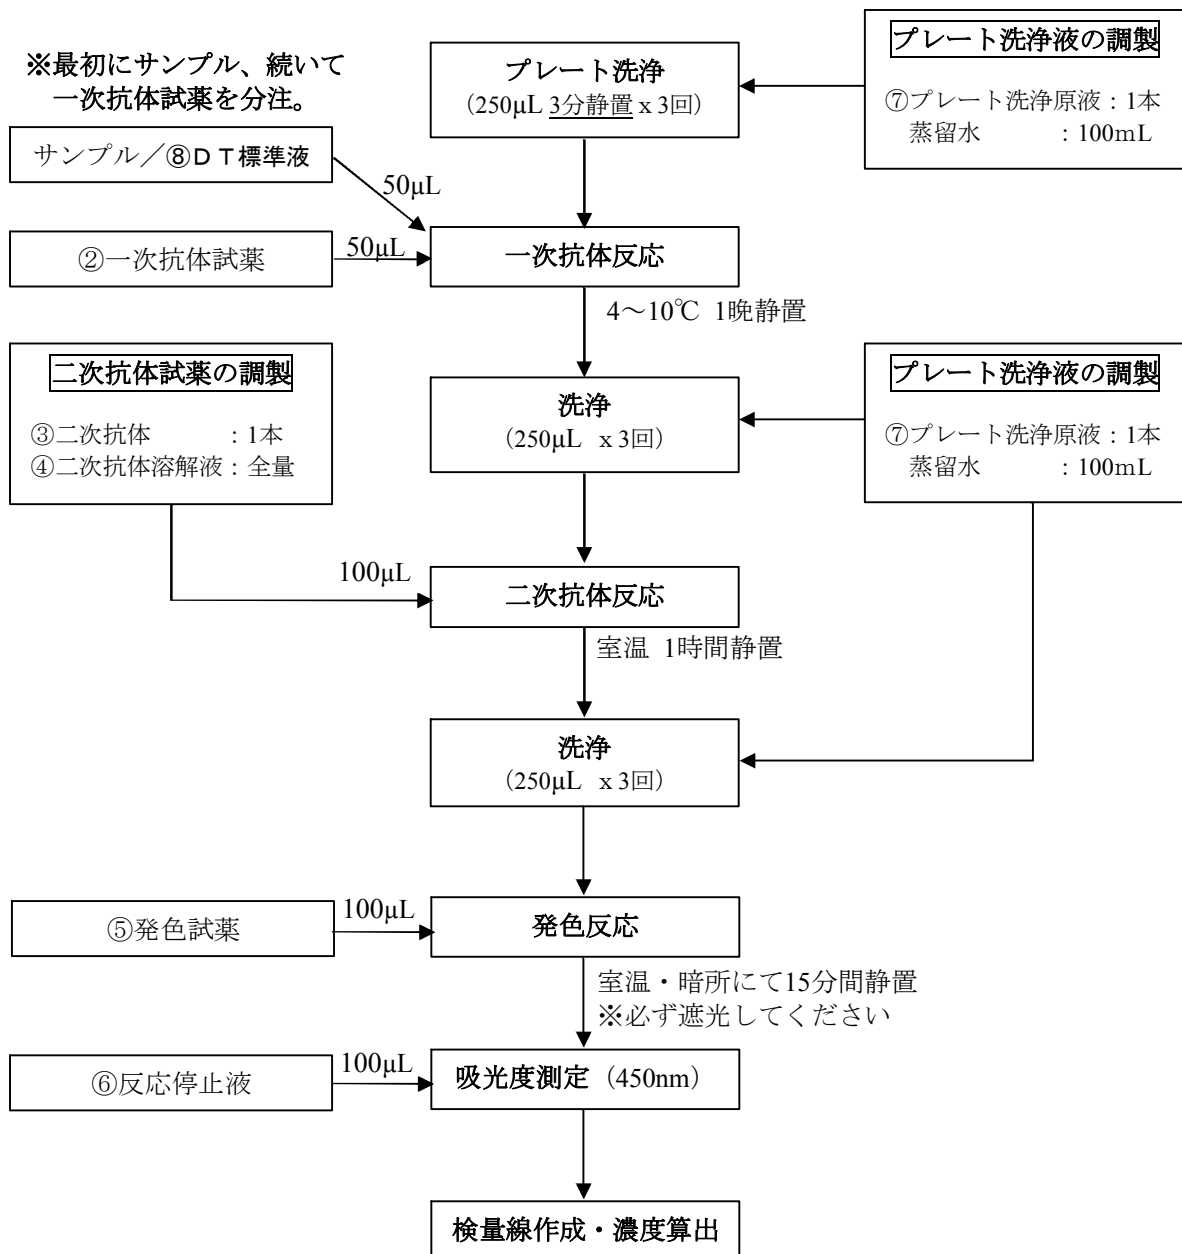 ※最初にサンプル、続いて
一次抗体試薬を分注。
プレート洗浄
(250μL 3分静置 x 3回)
プレート洗浄液の調製
⑦プレート洗浄原液：1本
蒸留水　　　　：100mL
サンプル／⑧DT標準液
50μL
②一次抗体試薬
50μL
一次抗体反応
4～10℃ 1晩静置
二次抗体試薬の調製
③二次抗体　　　：1本
④二次抗体溶解液：全量
洗浄
(250μL x 3回)
プレート洗浄液の調製
⑦プレート洗浄原液：1本
蒸留水　　　　：100mL
100μL
二次抗体反応
室温 1時間静置
洗浄
(250μL x 3回)
⑤発色試薬
100μL
発色反応
室温・暗所にて15分間静置
※必ず遮光してください
⑥反応停止液
100μL
吸光度測定（450nm）
検量線作成・濃度算出